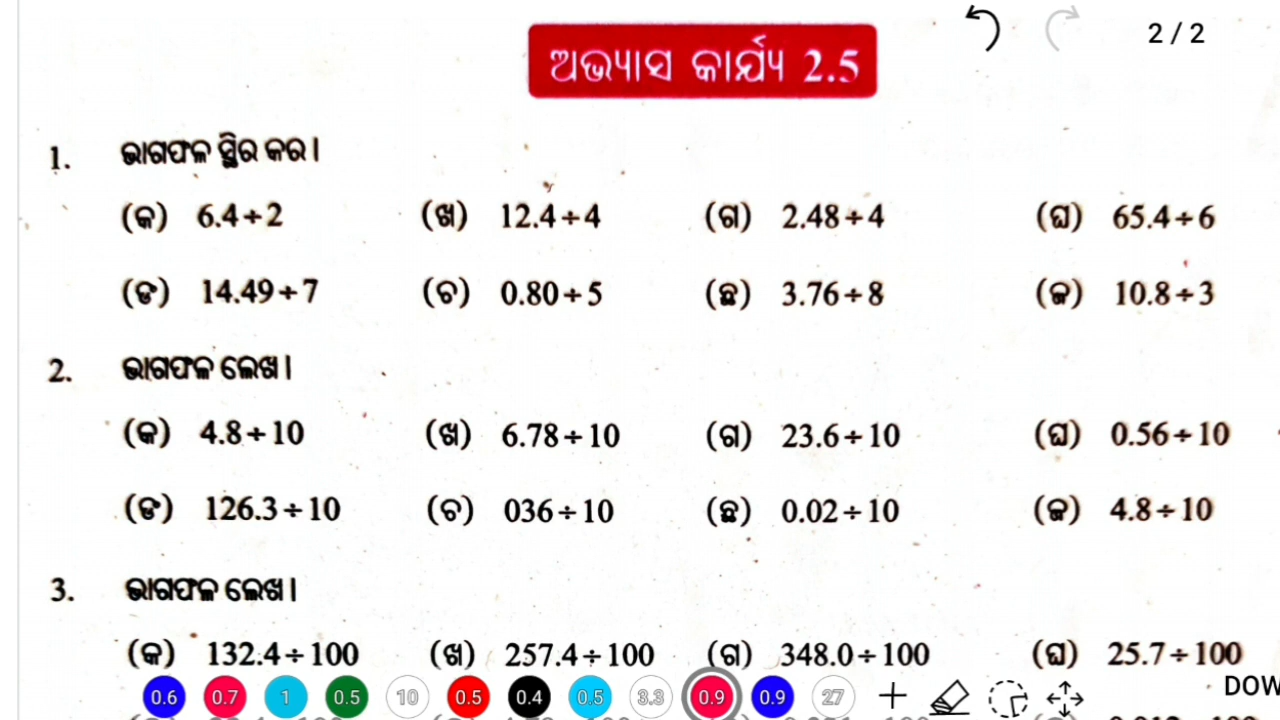 ଅଭ୍ୟାସ କାର୍ଯ୍ୟ 2.5
2 / 2
1. ଭାଗଫଳ ସ୍ଥିର କର।
(କ) 6.4÷2 (ଖ) 12.4÷4 (ଗ) 2.48÷4 (ଘ) 65.4÷6
(ଙ) 14.49÷7 (ଚ) 0.80÷5 (ଛ) 3.76÷8 (ଜ) 10.8÷3
2. ଭାଗଫଳ ଲେଖ।
(କ) 4.8÷10 (ଖ) 6.78÷10 (ଗ) 23.6÷10 (ଘ) 0.56÷10
(ଙ) 126.3÷10 (ଚ) 036÷10 (ଛ) 0.02÷10 (ଜ) 4.8÷10
3. ଭାଗଫଳ ଲେଖ।
(କ) 132.4÷100 (ଖ) 257.4÷100 (ଗ) 348.0÷100 (ଘ) 25.7÷100
0.6 0.7 1 0.5 10 0.5 0.4 0.5 3.3 0.9 0.9 27 DOW